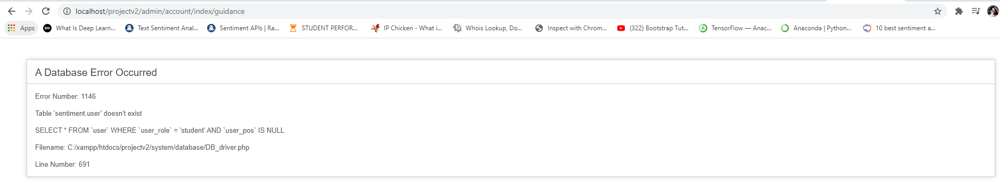 localhost/projectv2/admin/account/index/guidance
Apps
What Is Deep Learn...
Text Sentiment Anal...
Sentiment APIs | Ra...
STUDENT PERFOR...
IP Chicken - What i...
Whois Lookup, Do...
Inspect with Chrom...
(322) Bootstrap Tut...
TensorFlow — Anac...
Anaconda | Python...
10 best sentiment a...
A Database Error Occurred
Error Number: 1146
Table 'sentiment.user' doesn't exist
SELECT * FROM `user` WHERE `user_role` = 'student' AND `user_pos` IS NULL
Filename: C:/xampp/htdocs/projectv2/system/database/DB_driver.php
Line Number: 691